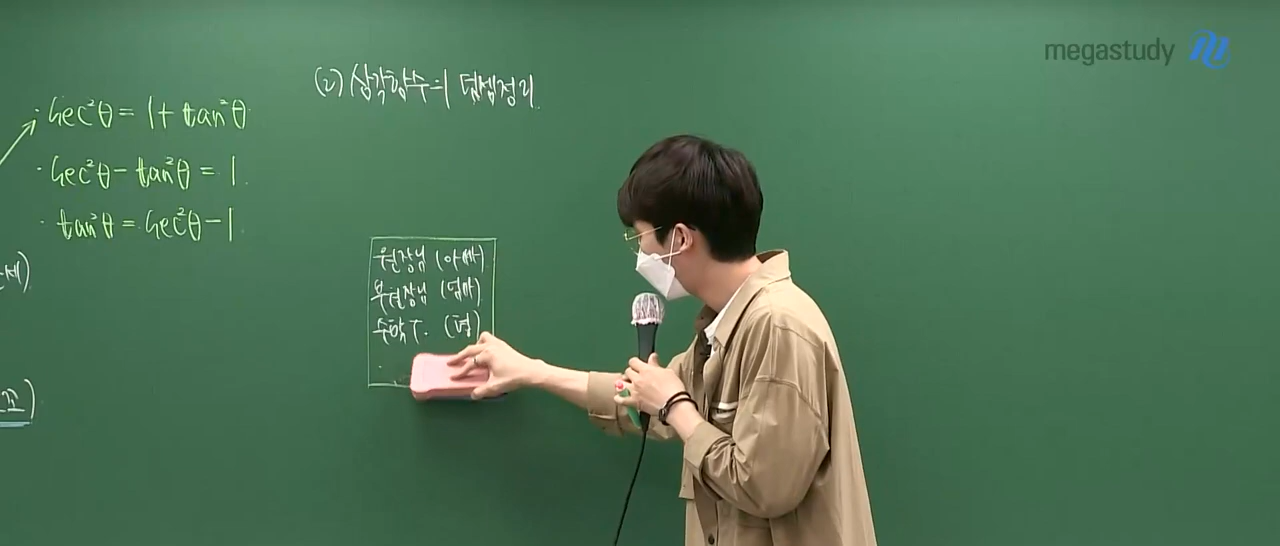 megastudy
· sec²θ = 1 + tan²θ
· sec²θ - tan²θ = 1.
· tan²θ = sec²θ - 1.
(2) 삼각함수의 덧셈정리.
원장님 (아빠)
부원장님 (엄마)
수학T. (형)